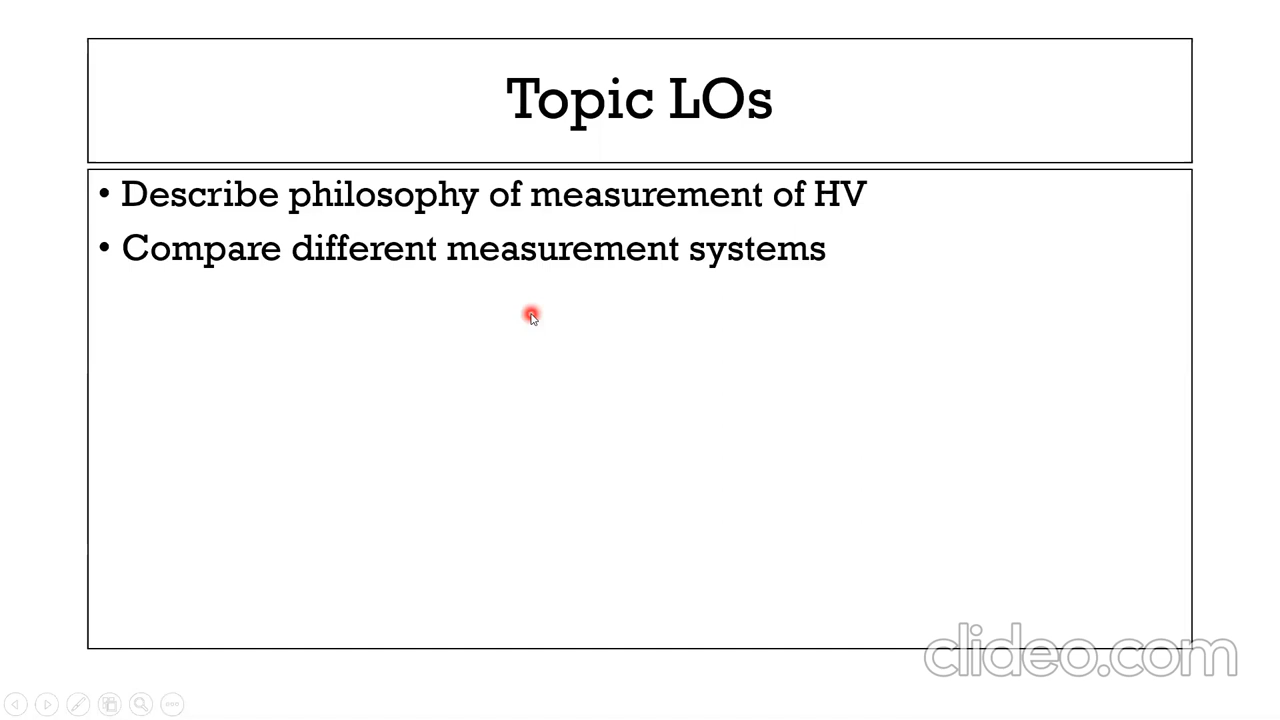 Topic LOs
• Describe philosophy of measurement of HV
• Compare different measurement systems
clideo.com